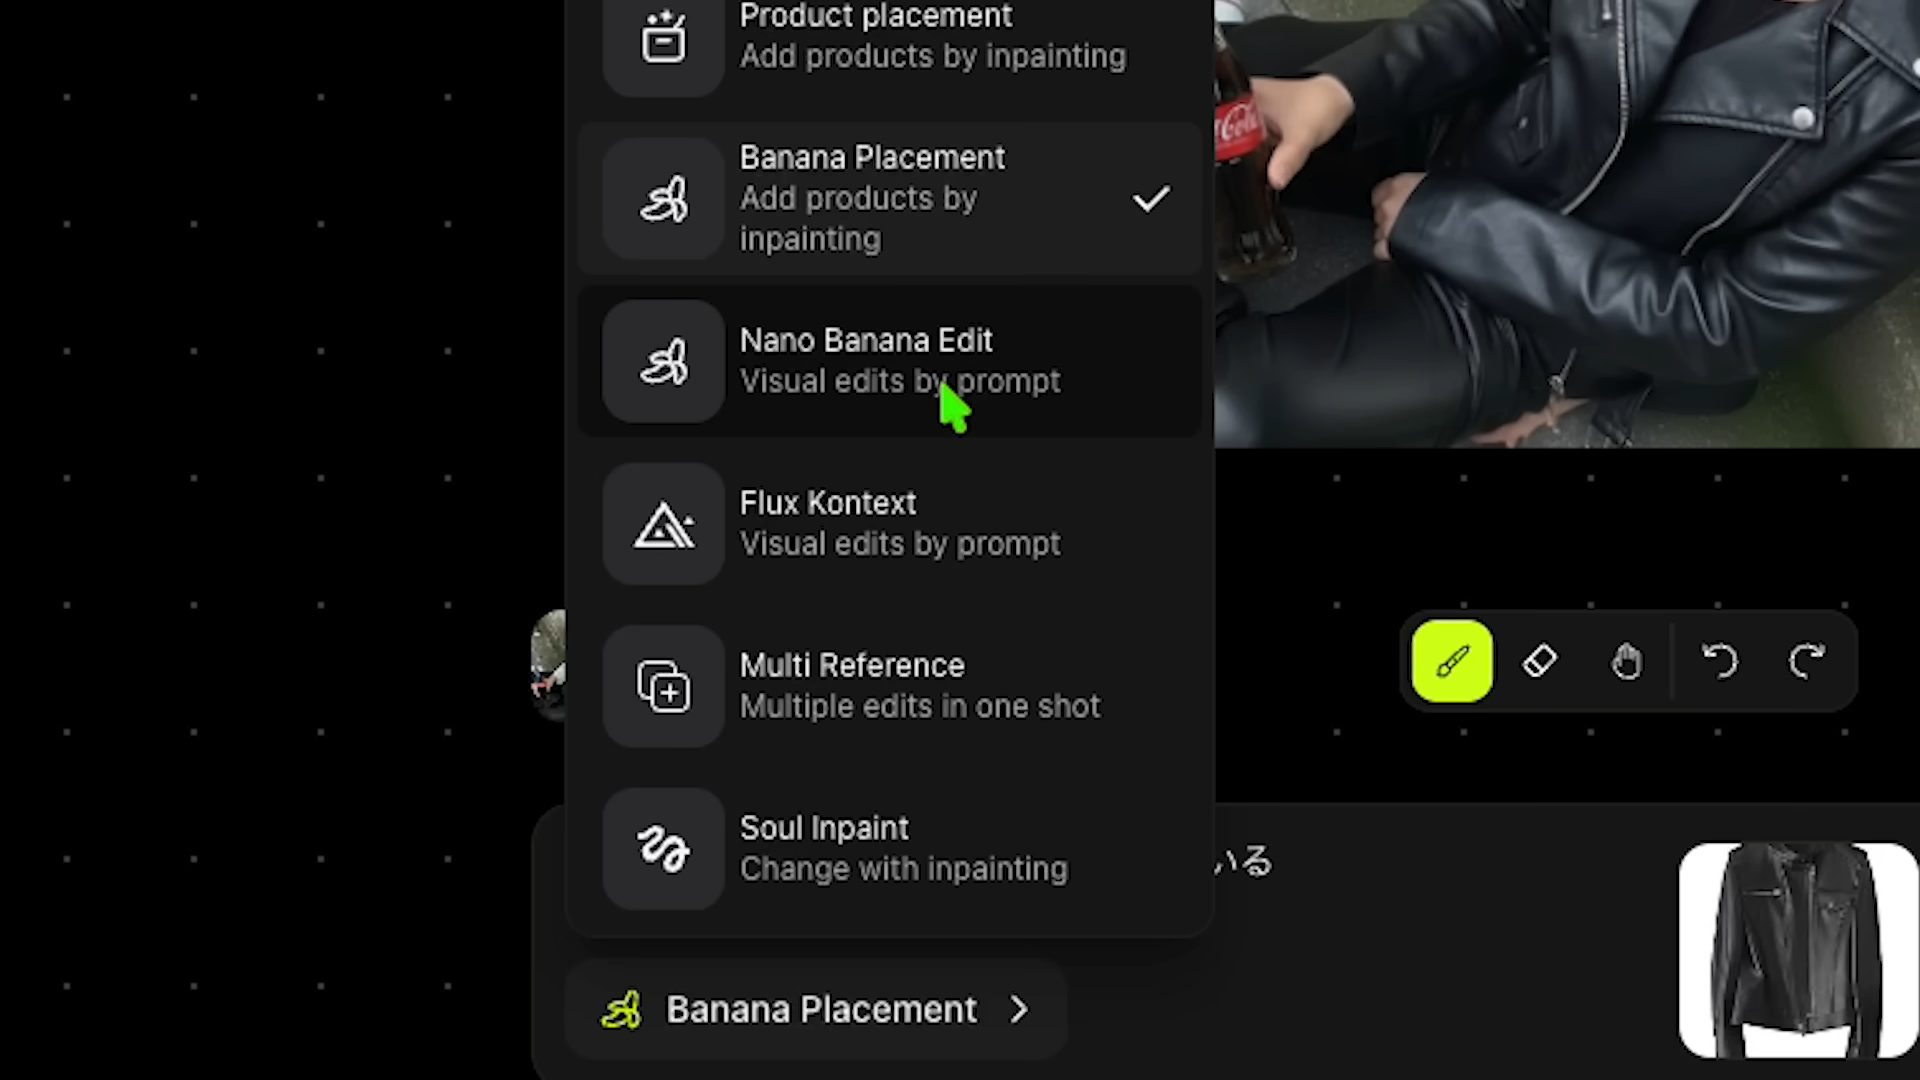 Product placement
Add products by inpainting
Banana Placement
Add products by
inpainting
Nano Banana Edit
Visual edits by prompt
Flux Kontext
Visual edits by prompt
Multi Reference
Multiple edits in one shot
Soul Inpaint
Change with inpainting
いる
Banana Placement
Cola